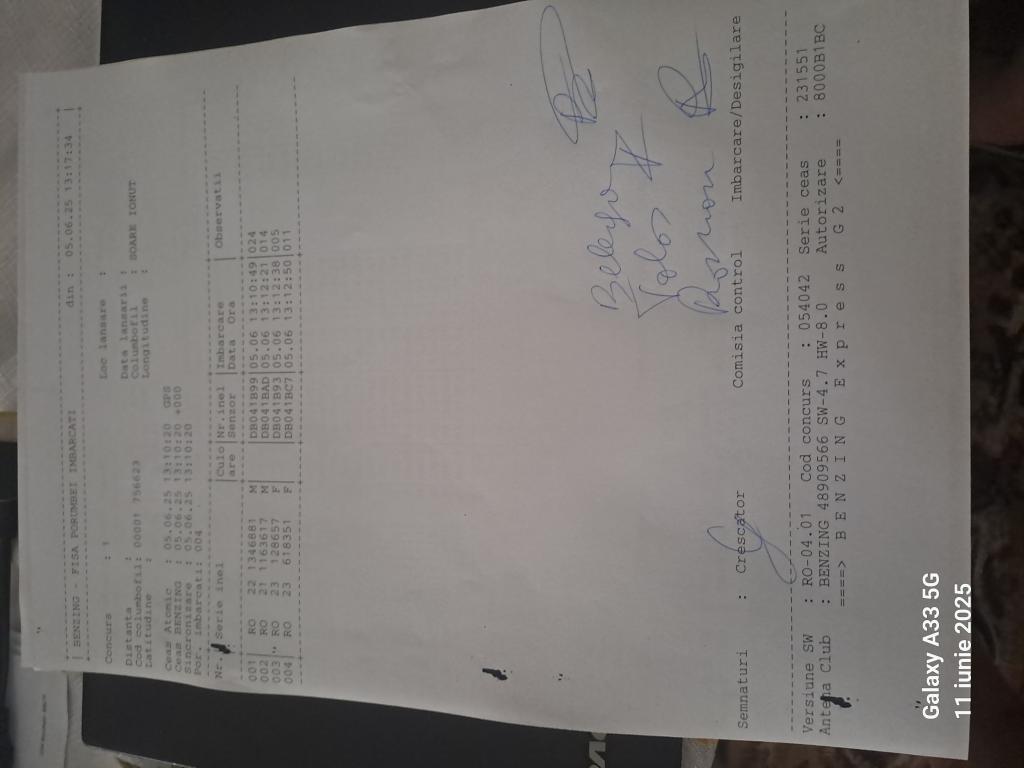 BENZING - FISA PORUMBEI IMBARCATI din : 05.06.25 13:17:34
Concurs : 1 Loc lansare :
Distanta : Data lansarii :
Cod columbofil: 00001 756623 Columbofil : SOARE IONUT
Latitudine : Longitudine :
Ceas Atomic : 05.06.25 13:10:20 GPS
Ceas BENZING : 05.06.25 13:10:20 +000
Sincronizare : 05.06.25 13:10:20
Por. imbarcati: 004
Nr. Serie inel |Culo|Nr.inel |Imbarcare | Observatii
|are |Senzor |Data Ora |
001 RO 22 1344681 M |DB041B99|05.06 13:10:49|024
002 RO 21 1163617 M |DB041BAD|05.06 13:12:21|014
003 RO 23 128657 F |DB041B93|05.06 13:12:38|005
004 RO 23 618351 F |DB041BC7|05.06 13:12:50|011
Semnaturi : Crescator Comisia control Imbarcare/Desigilare
Versiune SW : RO-04.01 Cod concurs : 054042 Serie ceas : 231551
Antena Club : BENZING 48909566 SW-4.7 HW-8.0 Autorizare : 8000B1BC
====> B E N Z I N G E x p r e s s G 2 <====
Galaxy A33 5G
11 iunie 2025